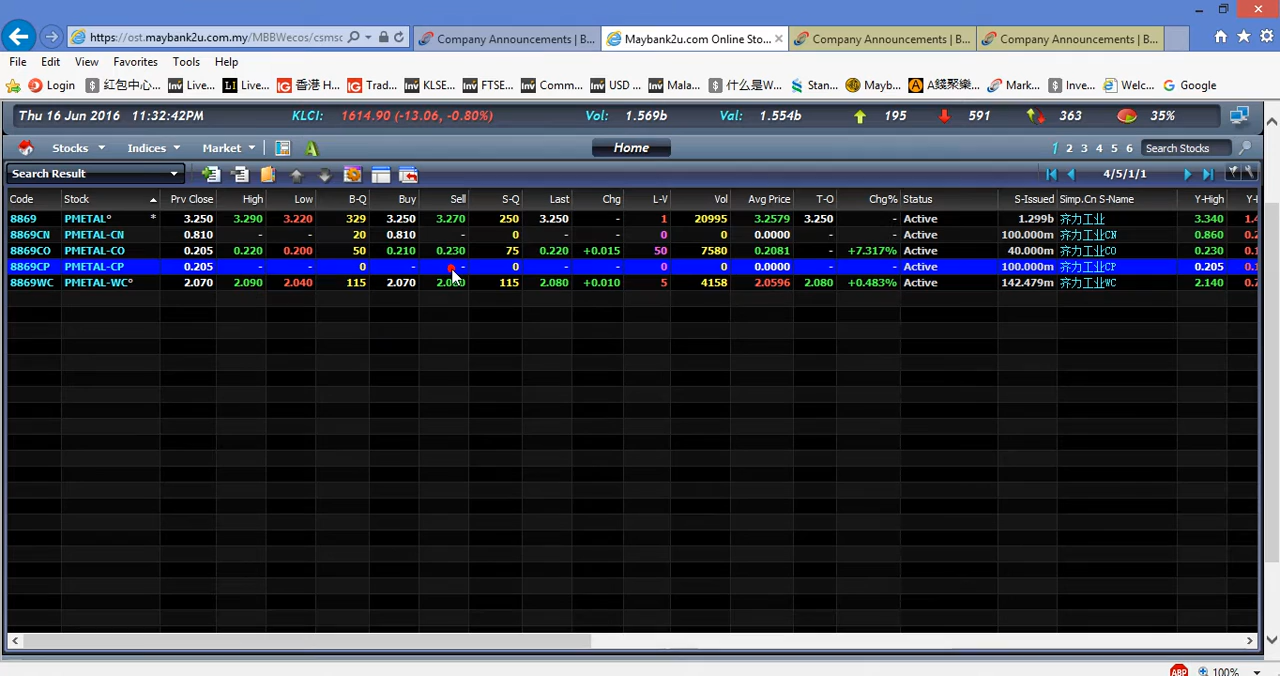 https://ost.maybank2u.com.my/MBBWecos/csmsc Company Announcements | B... Maybank2u.com Online Sto... Company Announcements | B... Company Announcements | B...
File Edit View Favorites Tools Help
Login 红包中心... Live... Live... 香港 H... Trad... KLSE... FTSE... Comm... USD ... Mala... 什么是W... Stan... Mayb... A錢聚樂... Mark... Inve... Welc... Google
Thu 16 Jun 2016 11:32:42PM KLCI: 1614.90 (-13.06, -0.80%) Vol: 1.569b Val: 1.554b 195 591 363 35%
Stocks Indices Market A Home 1 2 3 4 5 6 Search Stocks
Search Result 4/5/1/1
Code Stock Prv Close High Low B-Q Buy Sell S-Q Last Chg L-V Vol Avg Price T-O Chg% Status S-Issued Simp.Cn S-Name Y-High Y-
8869 PMETAL° * 3.250 3.290 3.220 329 3.250 3.270 250 3.250 - 1 20995 3.2579 3.250 - Active 1.299b 齐力工业 3.340 1.
8869CN PMETAL-CN 0.810 - - 20 0.810 - 0 - - 0 0 0.0000 - - Active 100.000m 齐力工业CN 0.860 0.
8869CO PMETAL-CO 0.205 0.220 0.200 50 0.210 0.230 75 0.220 +0.015 50 7580 0.2081 - +7.317% Active 40.000m 齐力工业CO 0.230 0.
8869CP PMETAL-CP 0.205 - - 0 - - 0 - - 0 0 0.0000 - - Active 100.000m 齐力工业CP 0.205 0.
8869WC PMETAL-WC° 2.070 2.090 2.040 115 2.070 2.080 115 2.080 +0.010 5 4158 2.0596 2.080 +0.483% Active 142.479m 齐力工业WC 2.140 0.
ABP 100%